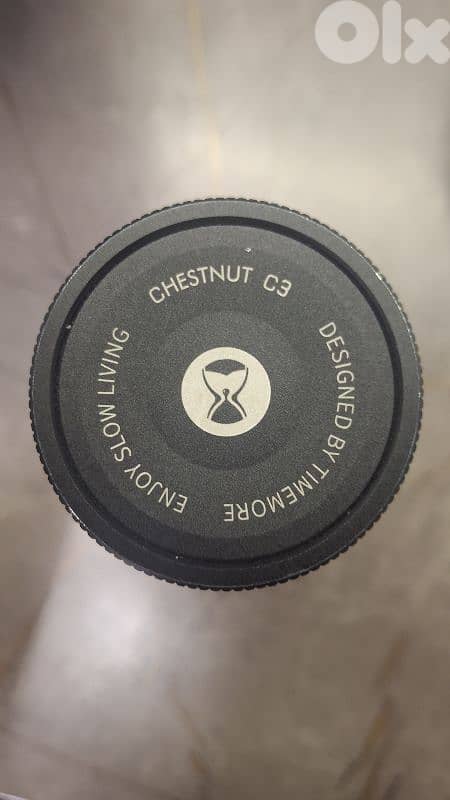 Olx
CHESTNUT C3
DESIGNED BY TIMEMORE
ENJOY SLOW LIVING